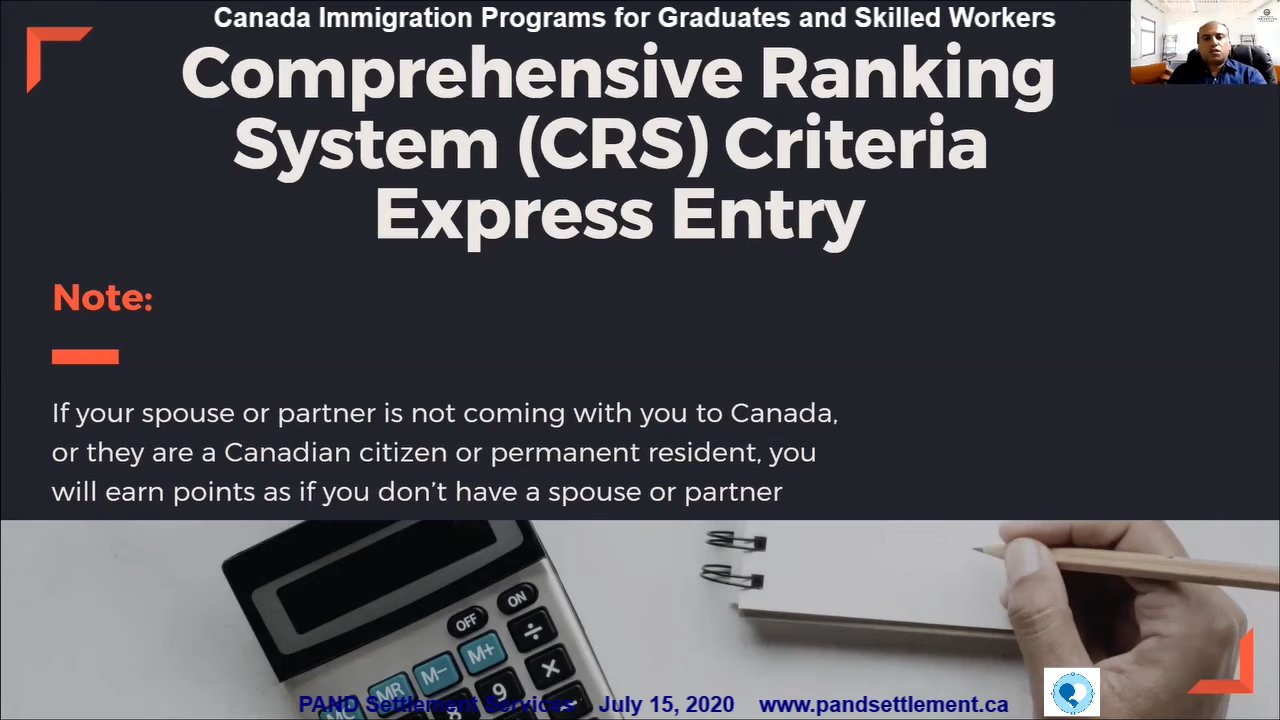 Canada Immigration Programs for Graduates and Skilled Workers
Comprehensive Ranking
System (CRS) Criteria
Express Entry
Note:
If your spouse or partner is not coming with you to Canada,
or they are a Canadian citizen or permanent resident, you
will earn points as if you don’t have a spouse or partner
ON
OFF
÷
M+
M−
×
MR
9
8
MC
PAND Settlement Services July 15, 2020 www.pandsettlement.ca